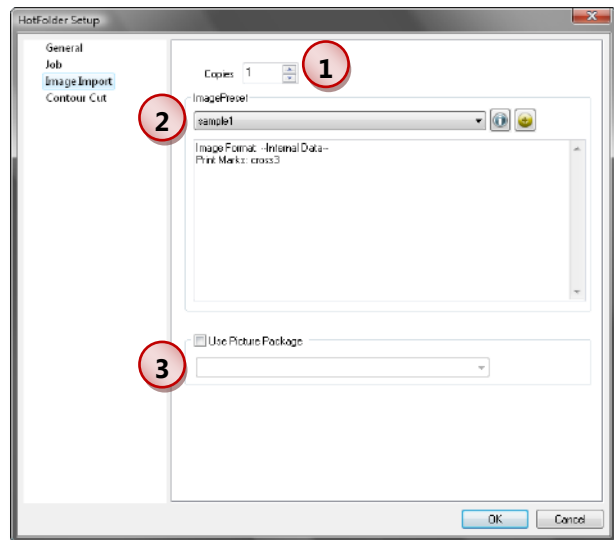 HotFolder Setup
General
Job
Image Import
Contour Cut
Copies 1
1
ImagePreset
2
sample1
Image Format: --Internal Data--
Print Marks: cross3
Use Picture Package
3
OK Cancel